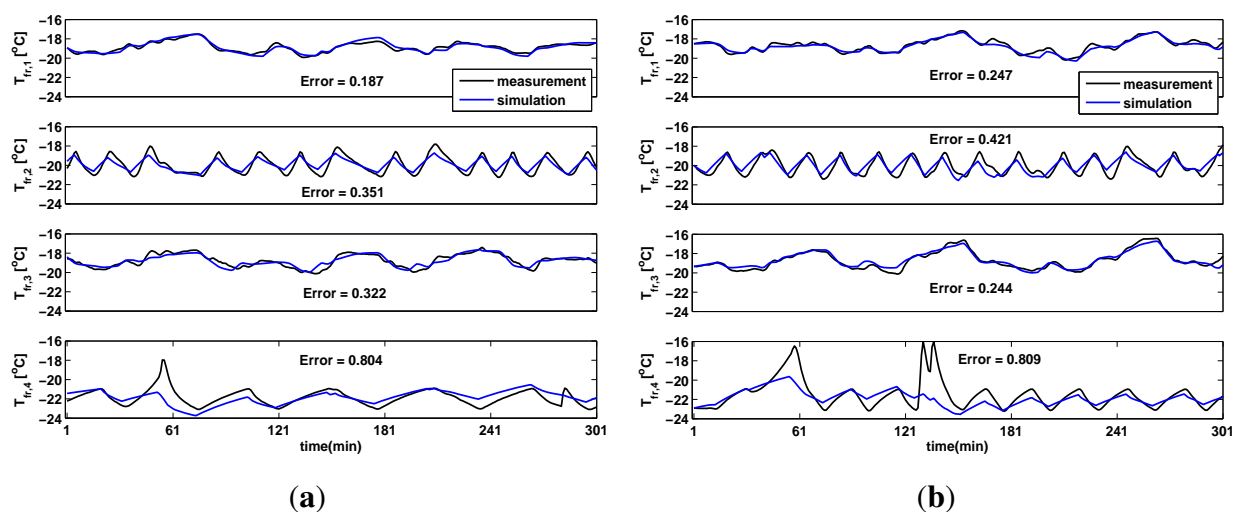 −16
−18
−20
−22
−24
T_fr,1 [°C]
Error = 0.187
measurement
simulation
−16
−18
−20
−22
−24
T_fr,2 [°C]
Error = 0.351
−16
−18
−20
−22
−24
T_fr,3 [°C]
Error = 0.322
−16
−18
−20
−22
−24
T_fr,4 [°C]
Error = 0.804
1 61 121 181 241 301
time(min)
(a)
−16
−18
−20
−22
−24
T_fr,1 [°C]
Error = 0.247
measurement
simulation
−16
−18
−20
−22
−24
T_fr,2 [°C]
Error = 0.421
−16
−18
−20
−22
−24
T_fr,3 [°C]
Error = 0.244
−16
−18
−20
−22
−24
T_fr,4 [°C]
Error = 0.809
1 61 121 181 241 301
time(min)
(b)